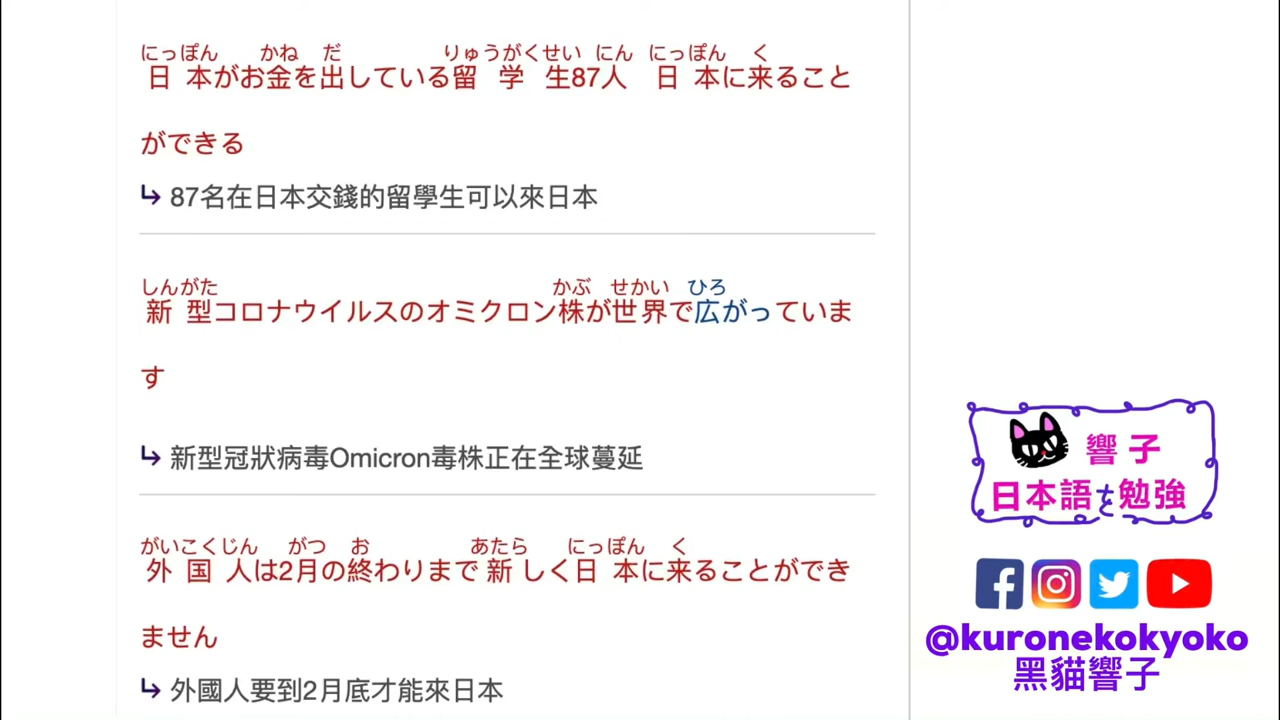 にっぽん かね だ りゅうがくせい にん にっぽん く
日本がお金を出している留学生87人 日本に来ること
ができる
↳ 87名在日本交錢的留學生可以來日本
しんがた かぶ せかい ひろ
新型コロナウイルスのオミクロン株が世界で広がっていま
す
↳ 新型冠狀病毒Omicron毒株正在全球蔓延
がいこくじん がつ お あたら にっぽん く
外国人は2月の終わりまで新しく日本に来ることができ
ません
↳ 外國人要到2月底才能來日本
響子
日本語を勉強
@kuronekokyoko
黑貓響子